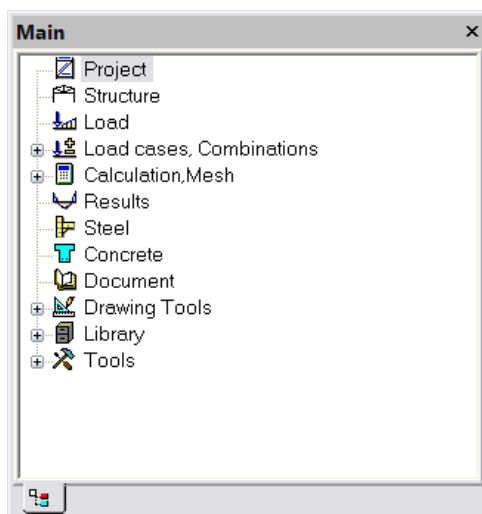 Main
Project
Structure
Load
Load cases, Combinations
Calculation,Mesh
Results
Steel
Concrete
Document
Drawing Tools
Library
Tools